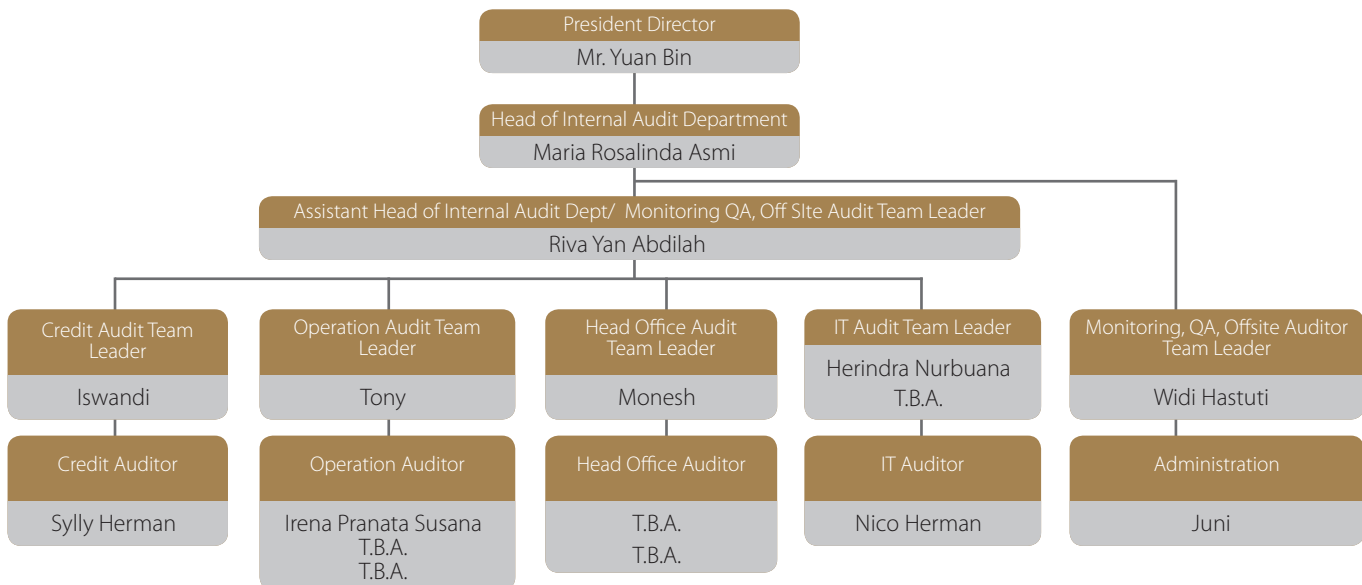 President Director
Mr. Yuan Bin
Head of Internal Audit Department
Maria Rosalinda Asmi
Assistant Head of Internal Audit Dept/ Monitoring QA, Off SIte Audit Team Leader
Riva Yan Abdilah
Credit Audit Team
Leader
Iswandi
Operation Audit Team
Leader
Tony
Head Office Audit
Team Leader
Monesh
IT Audit Team Leader
Herindra Nurbuana
T.B.A.
Monitoring, QA, Offsite Auditor
Team Leader
Widi Hastuti
Credit Auditor
Sylly Herman
Operation Auditor
Irena Pranata Susana
T.B.A.
T.B.A.
Head Office Auditor
T.B.A.
T.B.A.
IT Auditor
Nico Herman
Administration
Juni